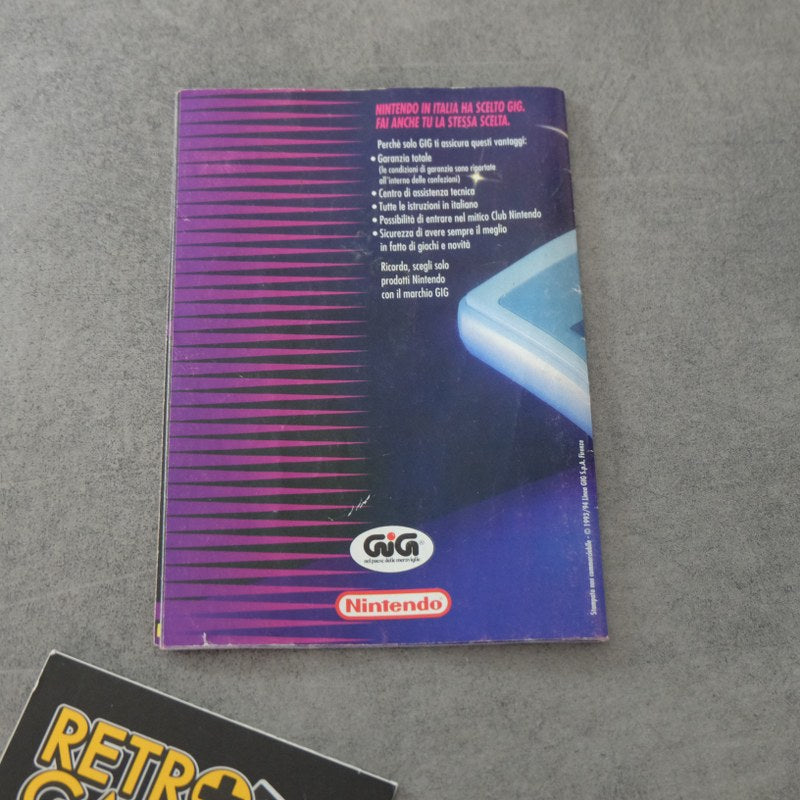 NINTENDO IN ITALIA HA SCELTO GIG.
FAI ANCHE TU LA STESSA SCELTA.
Perchè solo GIG ti assicura questi vantaggi:
• Garanzia totale
(le condizioni di garanzia sono riportate
all'interno delle confezioni)
• Centro di assistenza tecnica
• Tutte le istruzioni in italiano
• Possibilità di entrare nel mitico Club Nintendo
• Sicurezza di avere sempre il meglio
in fatto di giochi e novità
Ricorda, scegli solo
prodotti Nintendo
con il marchio GIG
GiG®
nel paese delle meraviglie
Nintendo
Stampato non commerciabile - © 1993/94 Linea GIG S.p.A. Firenze
RETRO